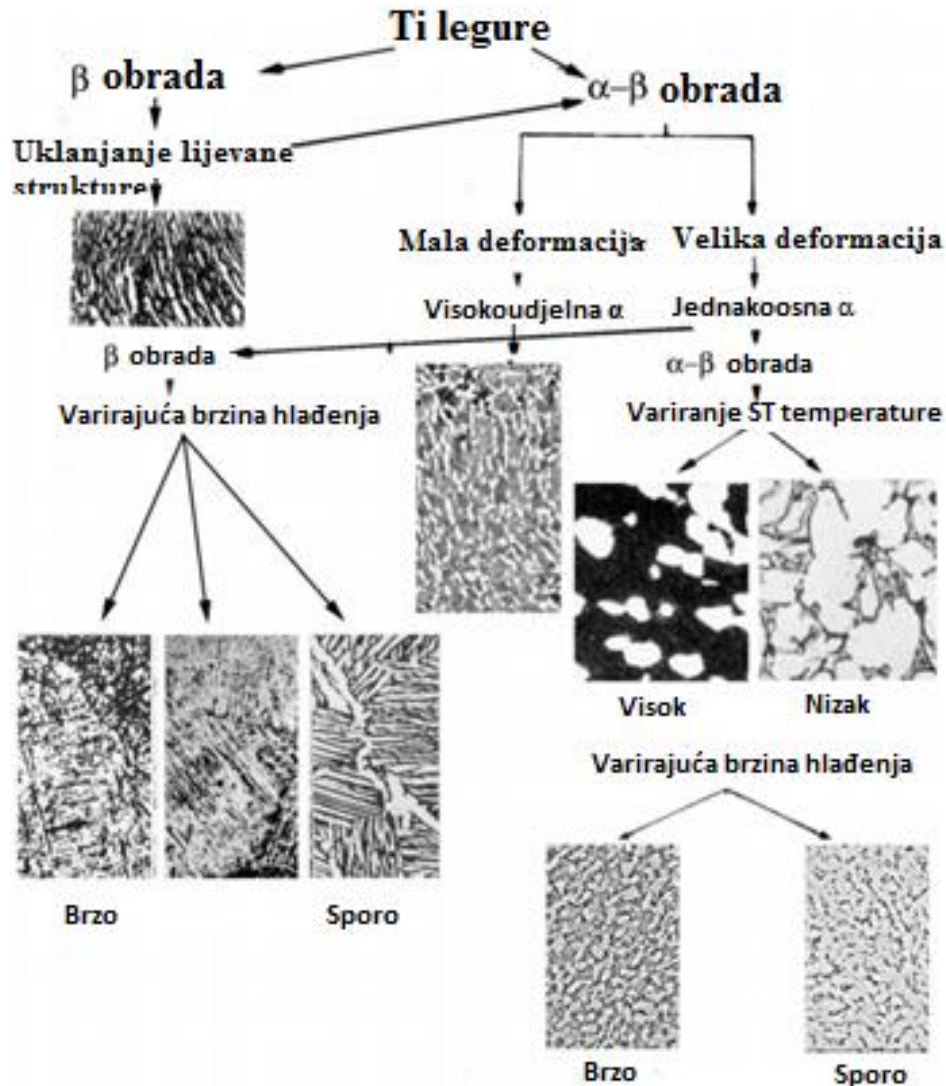 Ti legure
β obrada
α–β obrada
Uklanjanje lijevane
strukture
Mala deformacija
Velika deformacija
Visokoudjelna α
Jednakoosna α
β obrada
α–β obrada
Varirajuća brzina hlađenja
Variranje ST temperature
Visok
Nizak
Varirajuća brzina hlađenja
Brzo
Sporo
Brzo
Sporo